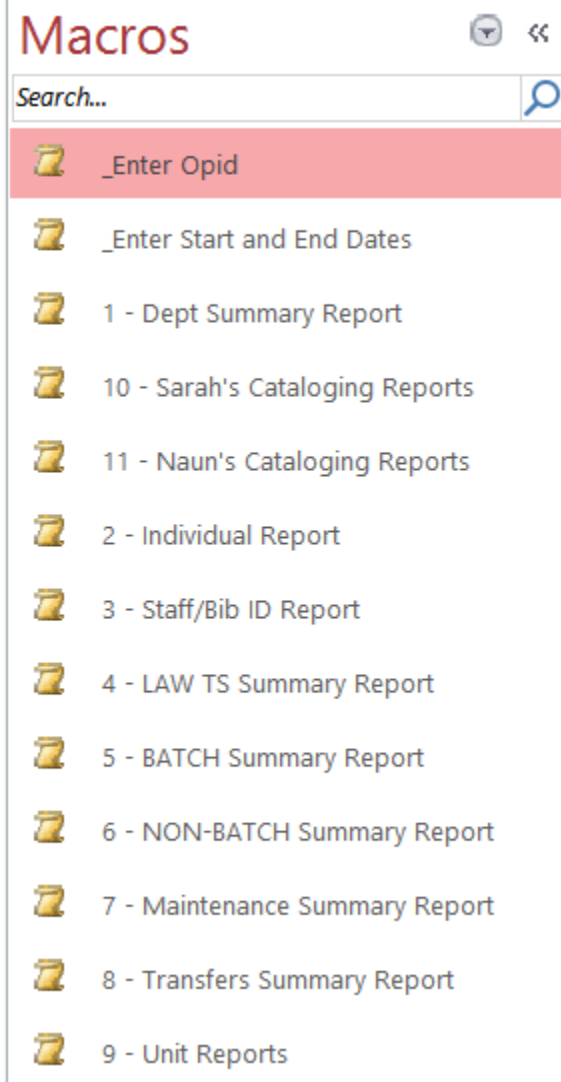 Macros
Search...
_Enter Opid
_Enter Start and End Dates
1 - Dept Summary Report
10 - Sarah's Cataloging Reports
11 - Naun's Cataloging Reports
2 - Individual Report
3 - Staff/Bib ID Report
4 - LAW TS Summary Report
5 - BATCH Summary Report
6 - NON-BATCH Summary Report
7 - Maintenance Summary Report
8 - Transfers Summary Report
9 - Unit Reports